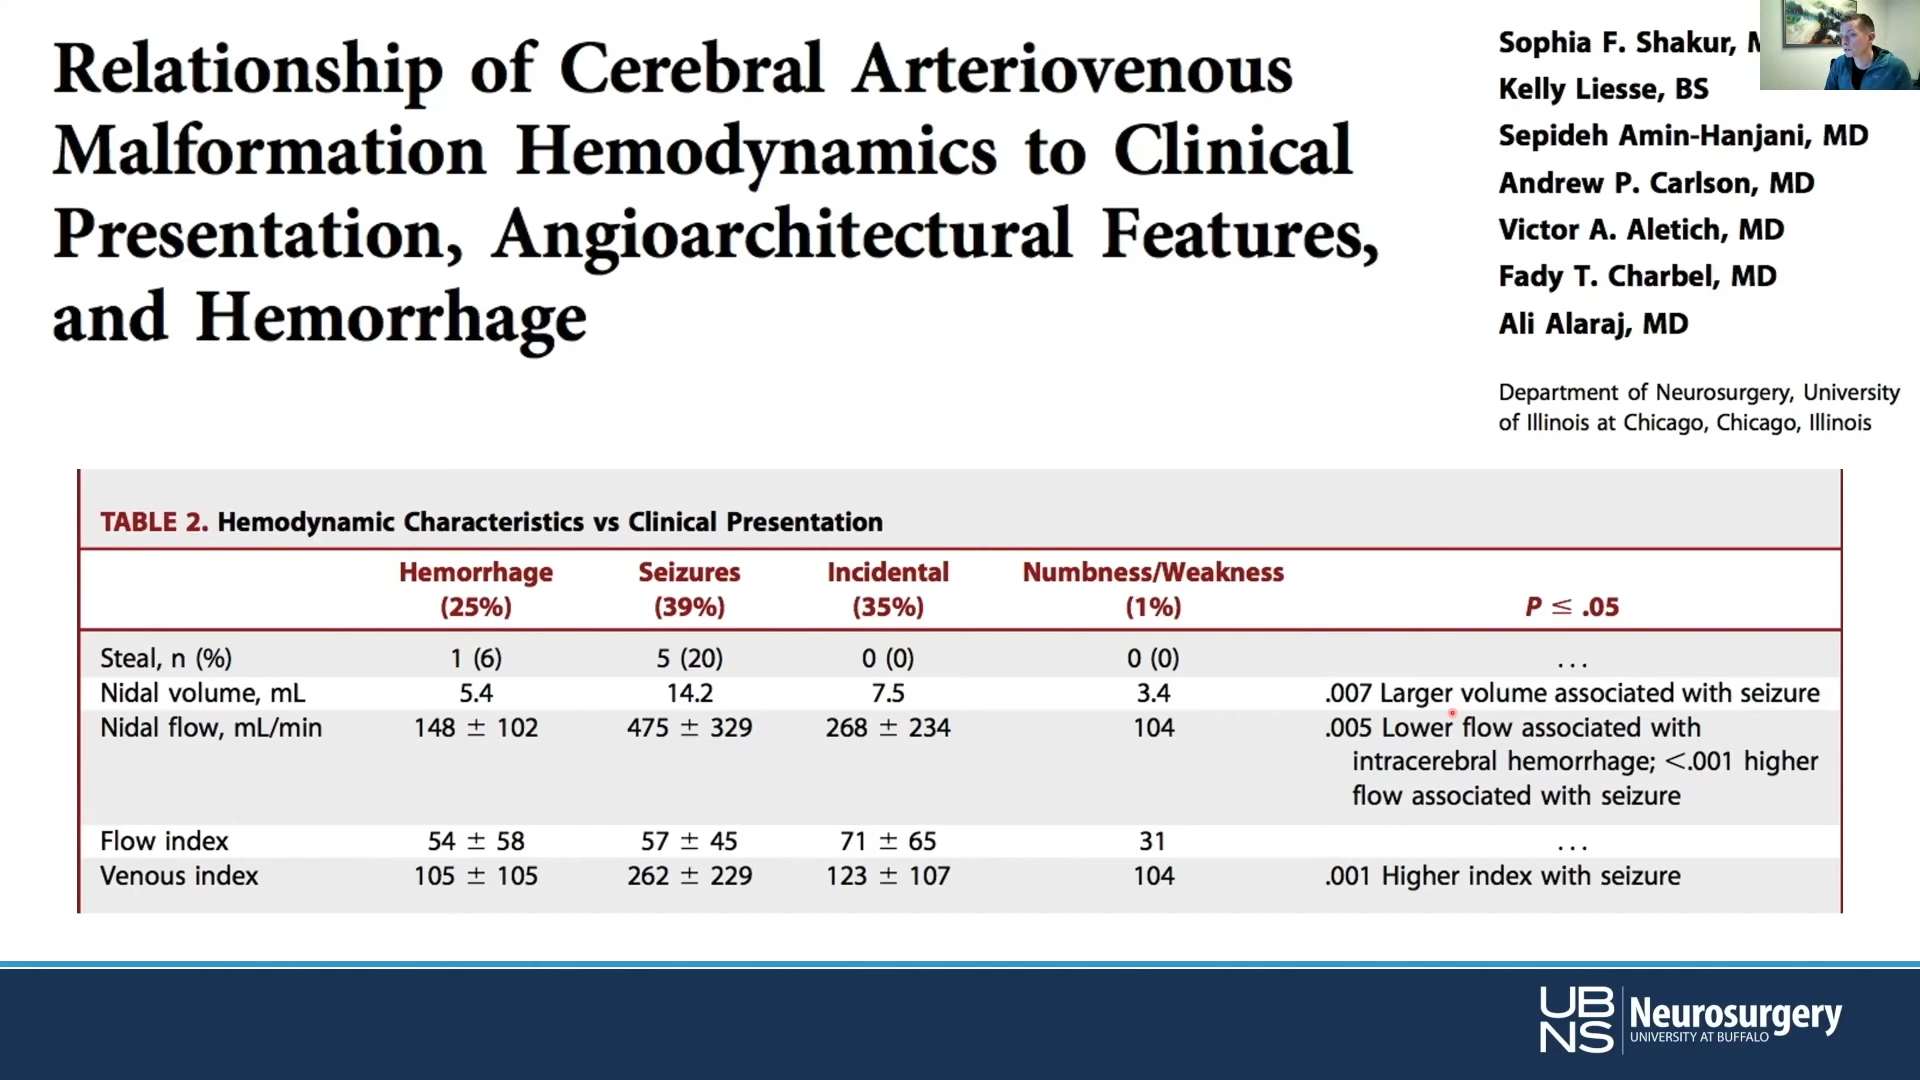 Relationship of Cerebral Arteriovenous
Malformation Hemodynamics to Clinical
Presentation, Angioarchitectural Features,
and Hemorrhage
Sophia F. Shakur,
Kelly Liesse, BS
Sepideh Amin-Hanjani, MD
Andrew P. Carlson, MD
Victor A. Aletich, MD
Fady T. Charbel, MD
Ali Alaraj, MD
Department of Neurosurgery, University
of Illinois at Chicago, Chicago, Illinois
TABLE 2. Hemodynamic Characteristics vs Clinical Presentation
Hemorrhage Seizures Incidental Numbness/Weakness
(25%) (39%) (35%) (1%) P ≤ .05
Steal, n (%) 1 (6) 5 (20) 0 (0) 0 (0) ...
Nidal volume, mL 5.4 14.2 7.5 3.4 .007 Larger volume associated with seizure
Nidal flow, mL/min 148 ± 102 475 ± 329 268 ± 234 104 .005 Lower flow associated with
intracerebral hemorrhage; <.001 higher
flow associated with seizure
Flow index 54 ± 58 57 ± 45 71 ± 65 31 ...
Venous index 105 ± 105 262 ± 229 123 ± 107 104 .001 Higher index with seizure
UB
NS
Neurosurgery
UNIVERSITY AT BUFFALO